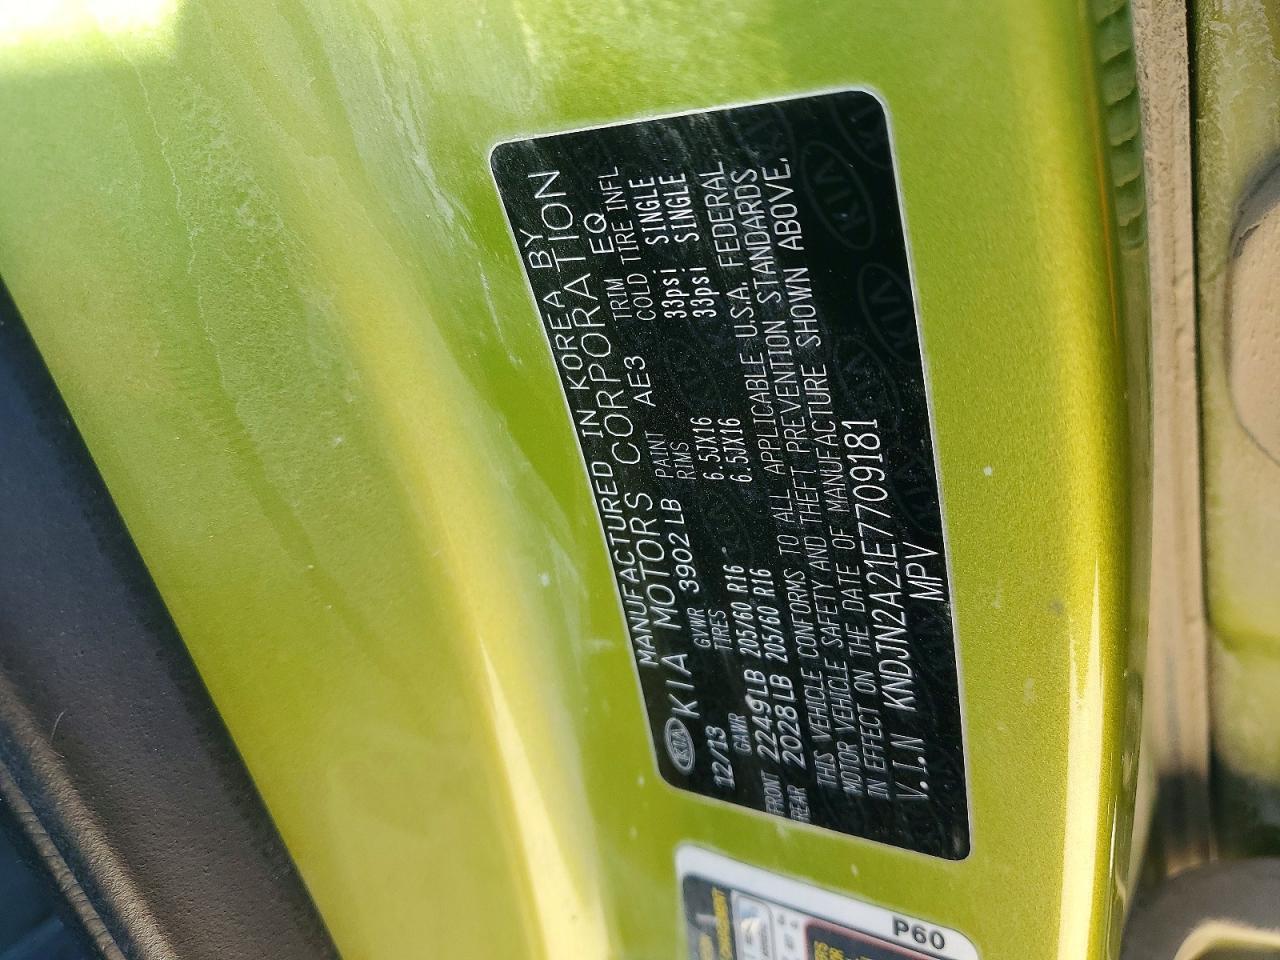 MANUFACTURED IN KOREA BY
KIA KIA MOTORS CORPORATION
12/13 GVWR 3902 LB PAINT AE3 TRIM EQ
GAWR TIRES RIMS COLD TIRE INFL
FRONT 2249LB 205/60 R16 6.5JX16 33psi SINGLE
REAR 2028LB 205/60 R16 6.5JX16 33psi SINGLE
THIS VEHICLE CONFORMS TO ALL APPLICABLE U.S.A. FEDERAL
MOTOR VEHICLE SAFETY AND THEFT PREVENTION STANDARDS
IN EFFECT ON THE DATE OF MANUFACTURE SHOWN ABOVE.
V.I.N KNDJN2A21E7709181
MPV
P60